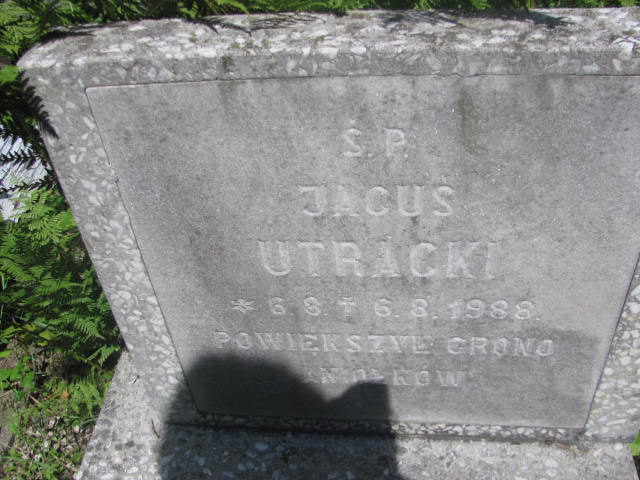 Ś.P.
JACUŚ
UTRACKI
* 6.8. † 6.8.1988.
POWIĘKSZYŁ GRONO
ANIOŁKÓW